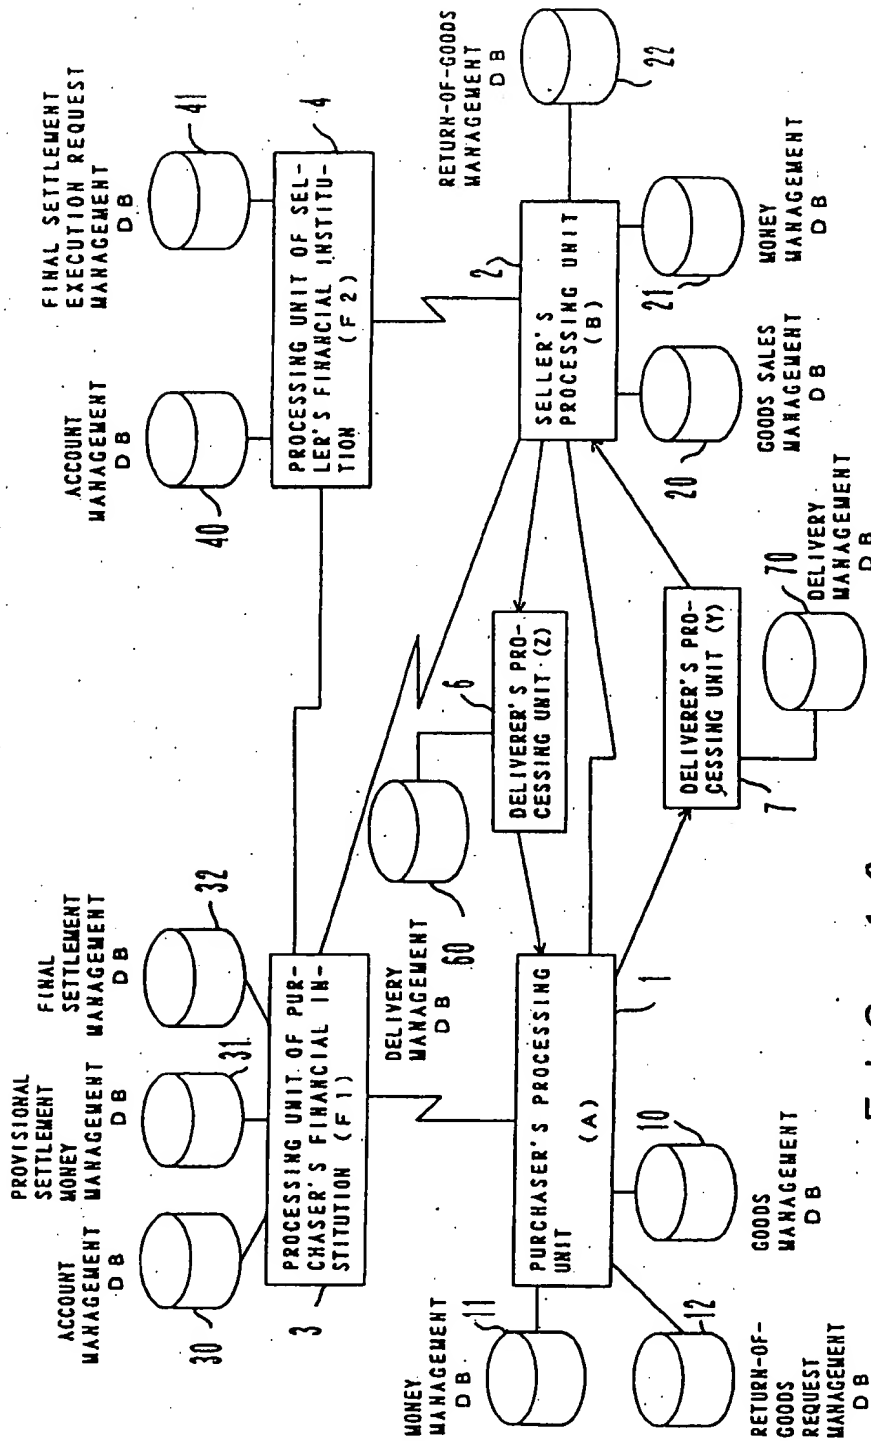 ACCOUNT
MANAGEMENT
DB
30
PROVISIONAL
SETTLEMENT
MONEY
MANAGEMENT
DB
31
FINAL
SETTLEMENT
MANAGEMENT
DB
32
ACCOUNT
MANAGEMENT
DB
40
FINAL SETTLEMENT
EXECUTION REQUEST
MANAGEMENT
DB
41
3
PROCESSING UNIT OF PUR-
CHASER'S FINANCIAL IN-
STITUTION (F1)
PROCESSING UNIT OF SEL-
LER'S FINANCIAL INSTITU-
TION (F2)
4
DELIVERY
MANAGEMENT
DB
60
6
DELIVERER'S PRO-
CESSING UNIT (Z)
MONEY
MANAGEMENT
DB
11
PURCHASER'S PROCESSING
UNIT (A)
1
2
SELLER'S
PROCESSING UNIT
(B)
RETURN-OF-GOODS
MANAGEMENT
DB
22
RETURN-OF-
GOODS
REQUEST
MANAGEMENT
DB
12
GOODS
MANAGEMENT
DB
10
7
DELIVERER'S PRO-
CESSING UNIT (Y)
70
DELIVERY
MANAGEMENT
DB
20
GOODS SALES
MANAGEMENT
DB
21
MONEY
MANAGEMENT
DB